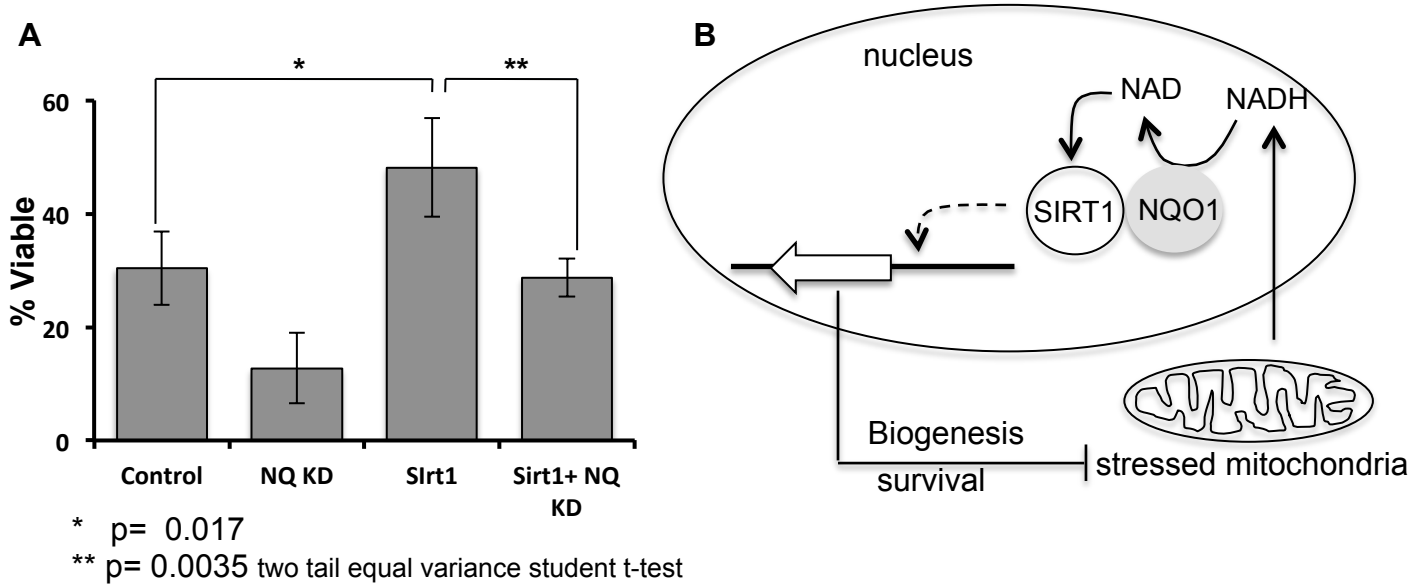 A
* **
% Viable
60
40
20
0
Control NQ KD SIrt1 Sirt1+ NQ
KD
* p= 0.017
** p= 0.0035 two tail equal variance student t-test
B
nucleus
NAD NADH
SIRT1 NQO1
Biogenesis
survival
stressed mitochondria